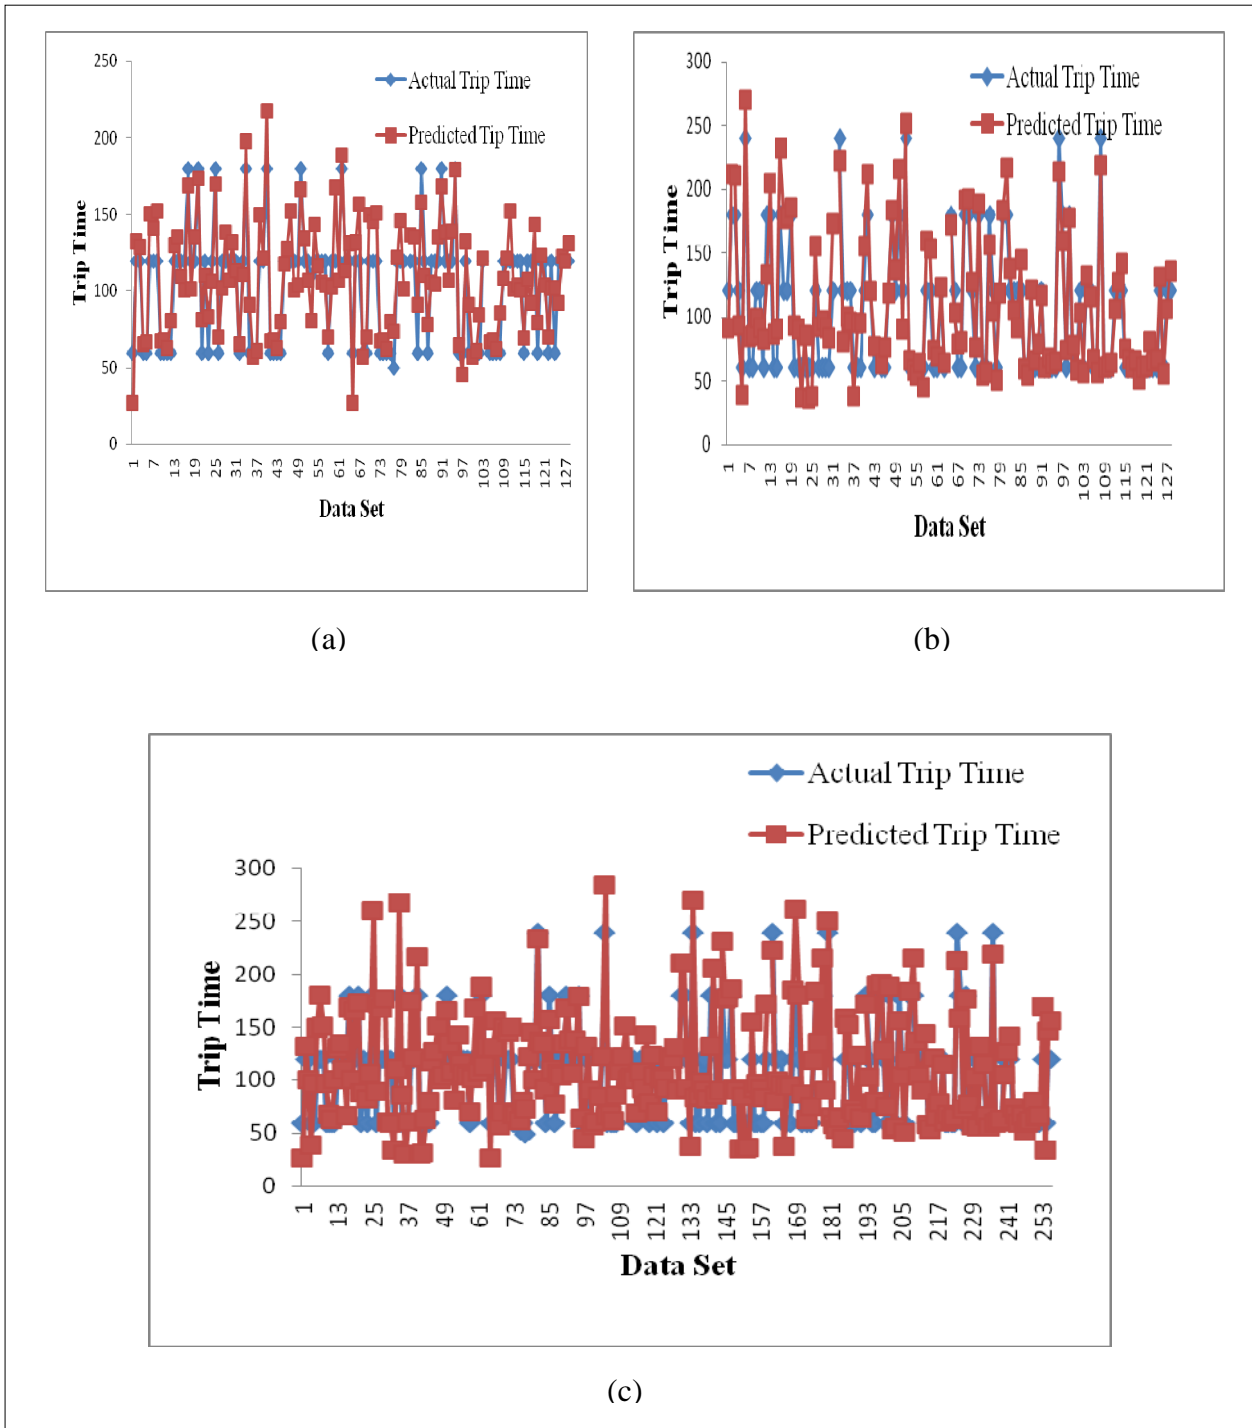 250
200
150
100
50
0
Trip Time
Actual Trip Time
Predicted Tip Time
1 7 13 19 25 31 37 43 49 55 61 67 73 79 85 91 97 103 109 115 121 127
Data Set
(a)
300
250
200
150
100
50
0
Trip Time
Actual Trip Time
Predicted Trip Time
1 7 13 19 25 31 37 43 49 55 61 67 73 79 85 91 97 103 109 115 121 127
Data Set
(b)
Actual Trip Time
Predicted Trip Time
300
250
200
150
100
50
0
Trip Time
1 13 25 37 49 61 73 85 97 109 121 133 145 157 169 181 193 205 217 229 241 253
Data Set
(c)